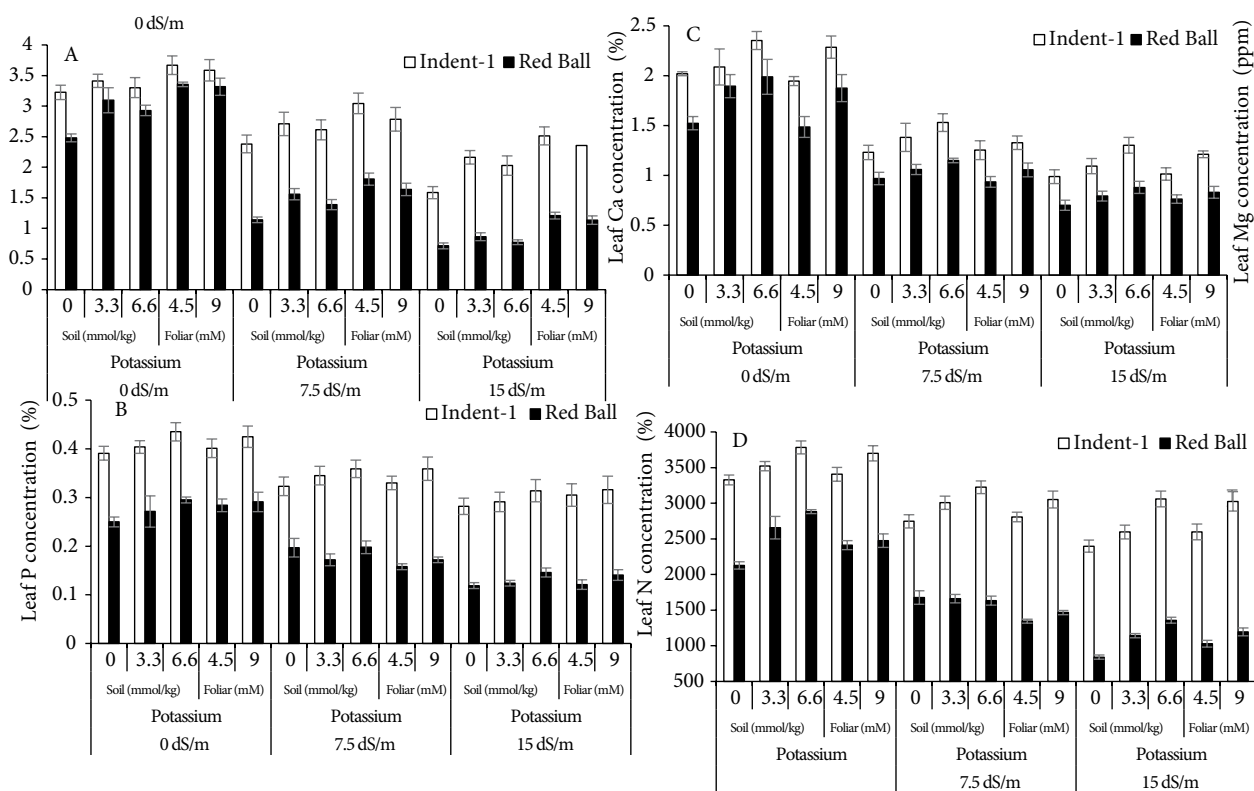 0 dS/m
A
Indent-1 Red Ball
4
3.5
3
2.5
2
1.5
1
0.5
0
0 3.3 6.6 4.5 9 0 3.3 6.6 4.5 9 0 3.3 6.6 4.5 9
Soil (mmol/kg) Foliar (mM) Soil (mmol/kg) Foliar (mM) Soil (mmol/kg) Foliar (mM)
Potassium Potassium Potassium
0 dS/m 7.5 dS/m 15 dS/m
Leaf P concentration (%)
B
Indent-1 Red Ball
0.5
0.4
0.3
0.2
0.1
0
0 3.3 6.6 4.5 9 0 3.3 6.6 4.5 9 0 3.3 6.6 4.5 9
Soil (mmol/kg) Foliar (mM) Soil (mmol/kg) Foliar (mM) Soil (mmol/kg) Foliar (mM)
Potassium Potassium Potassium
0 dS/m 7.5 dS/m 15 dS/m
Leaf Ca concentration (%)
C
Indent-1 Red Ball
Leaf Mg concentration (ppm)
2.5
2
1.5
1
0.5
0
0 3.3 6.6 4.5 9 0 3.3 6.6 4.5 9 0 3.3 6.6 4.5 9
Soil (mmol/kg) Foliar (mM) Soil (mmol/kg) Foliar (mM) Soil (mmol/kg) Foliar (mM)
Potassium Potassium Potassium
0 dS/m 7.5 dS/m 15 dS/m
Leaf N concentration (%)
D
Indent-1 Red Ball
4000
3500
3000
2500
2000
1500
1000
500
0 3.3 6.6 4.5 9 0 3.3 6.6 4.5 9 0 3.3 6.6 4.5 9
Soil (mmol/kg) Foliar (mM) Soil (mmol/kg) Foliar (mM) Soil (mmol/kg) Foliar (mM)
Potassium Potassium Potassium
7.5 dS/m 15 dS/m